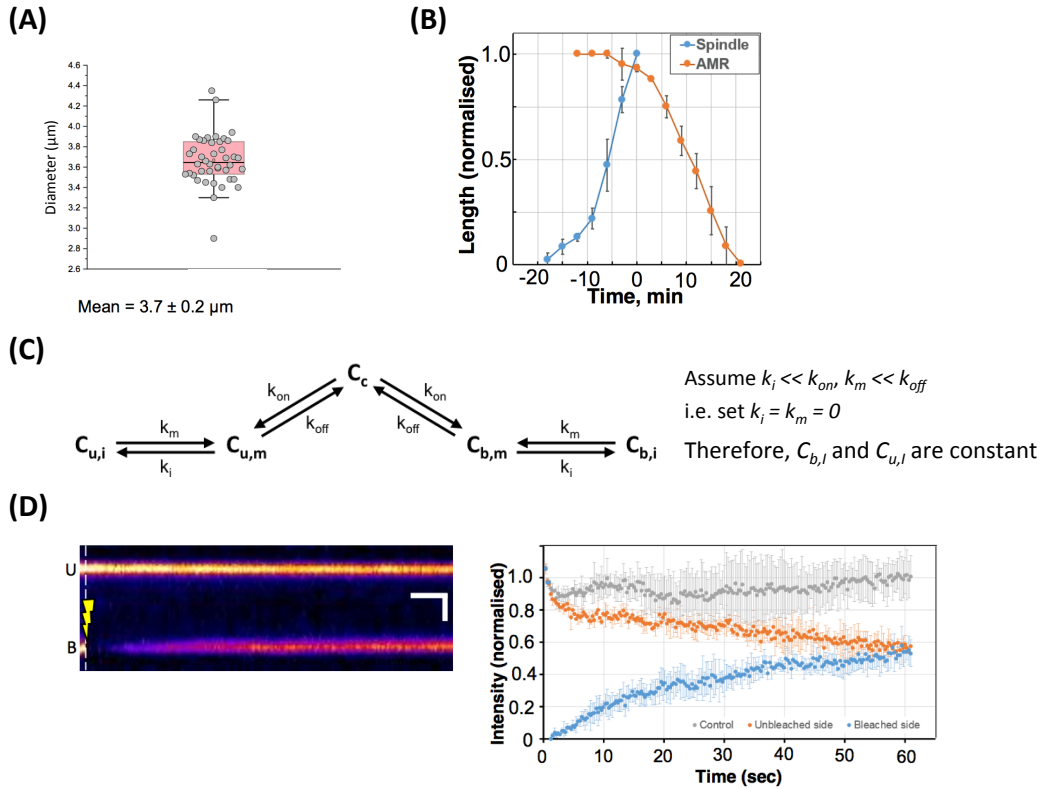 (A)
4.6
4.4
4.2
4.0
3.8
3.6
3.4
3.2
3.0
2.8
2.6
Diameter (µm)
Mean = 3.7 ± 0.2 µm
(B)
Spindle
AMR
1.0
0.5
0
Length (normalised)
-20 -10 0 10 20
Time, min
(C)
C_c
k_on k_on
k_off k_off
C_u,i k_m C_u,m C_b,m k_m C_b,i
k_i k_i
Assume k_i << k_on, k_m << k_off
i.e. set k_i = k_m = 0
Therefore, C_b,I and C_u,I are constant
(D)
U
B
1.0
0.8
0.6
0.4
0.2
0
Intensity (normalised)
Control Unbleached side Bleached side
0 10 20 30 40 50 60
Time (sec)